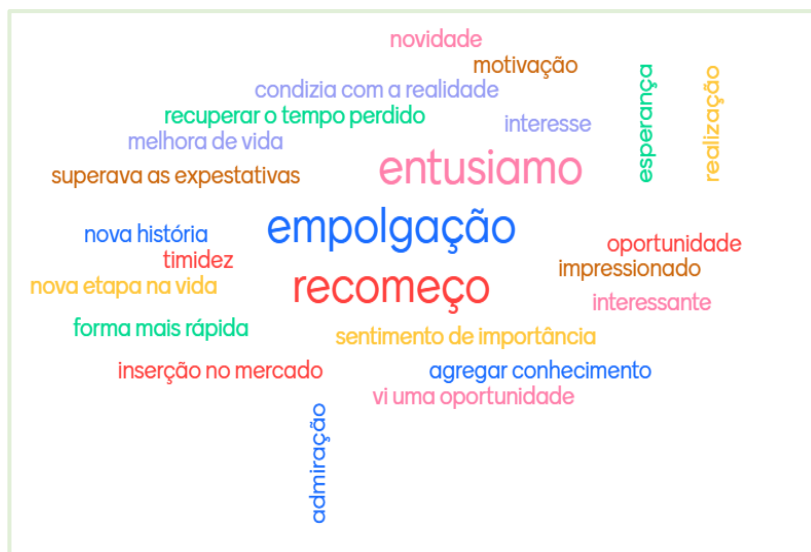 novidade
motivação
condizia com a realidade
recuperar o tempo perdido
interesse
melhora de vida
esperança
realização
superava as expestativas
entusiamo
nova história
empolgação
timidez
oportunidade
impressionado
nova etapa na vida
recomeço
interessante
forma mais rápida
sentimento de importância
inserção no mercado
agregar conhecimento
vi uma oportunidade
admiração